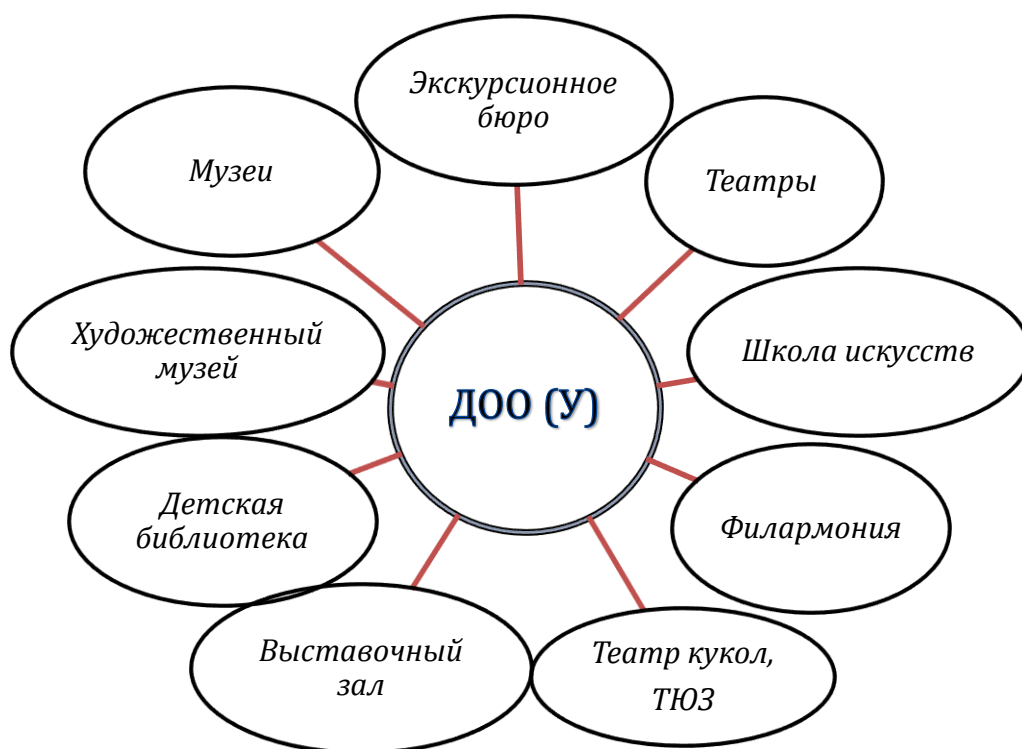 Экскурсионное
бюро
Музеи
Театры
Художественный
музей
Школа искусств
ДОО (У)
Детская
библиотека
Филармония
Выставочный
зал
Театр кукол,
ТЮЗ